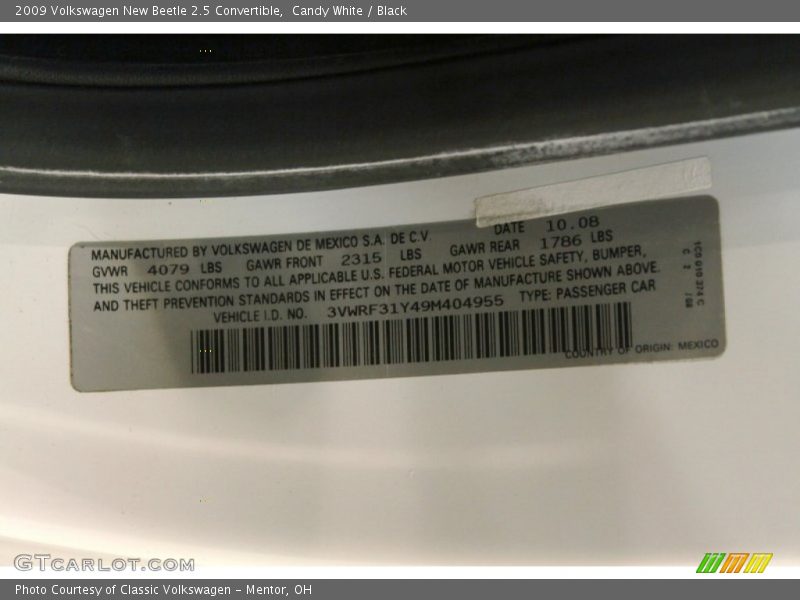 2009 Volkswagen New Beetle 2.5 Convertible,  Candy White / Black
MANUFACTURED BY VOLKSWAGEN DE MEXICO S.A. DE C.V. DATE 10.08
GVWR 4079 LBS GAWR FRONT 2315 LBS GAWR REAR 1786 LBS
THIS VEHICLE CONFORMS TO ALL APPLICABLE U.S. FEDERAL MOTOR VEHICLE SAFETY, BUMPER,
AND THEFT PREVENTION STANDARDS IN EFFECT ON THE DATE OF MANUFACTURE SHOWN ABOVE.
VEHICLE I.D. NO. 3VWRF31Y49M404955 TYPE: PASSENGER CAR
COUNTRY OF ORIGIN: MEXICO
GTCARLOT.COM
Photo Courtesy of Classic Volkswagen - Mentor, OH